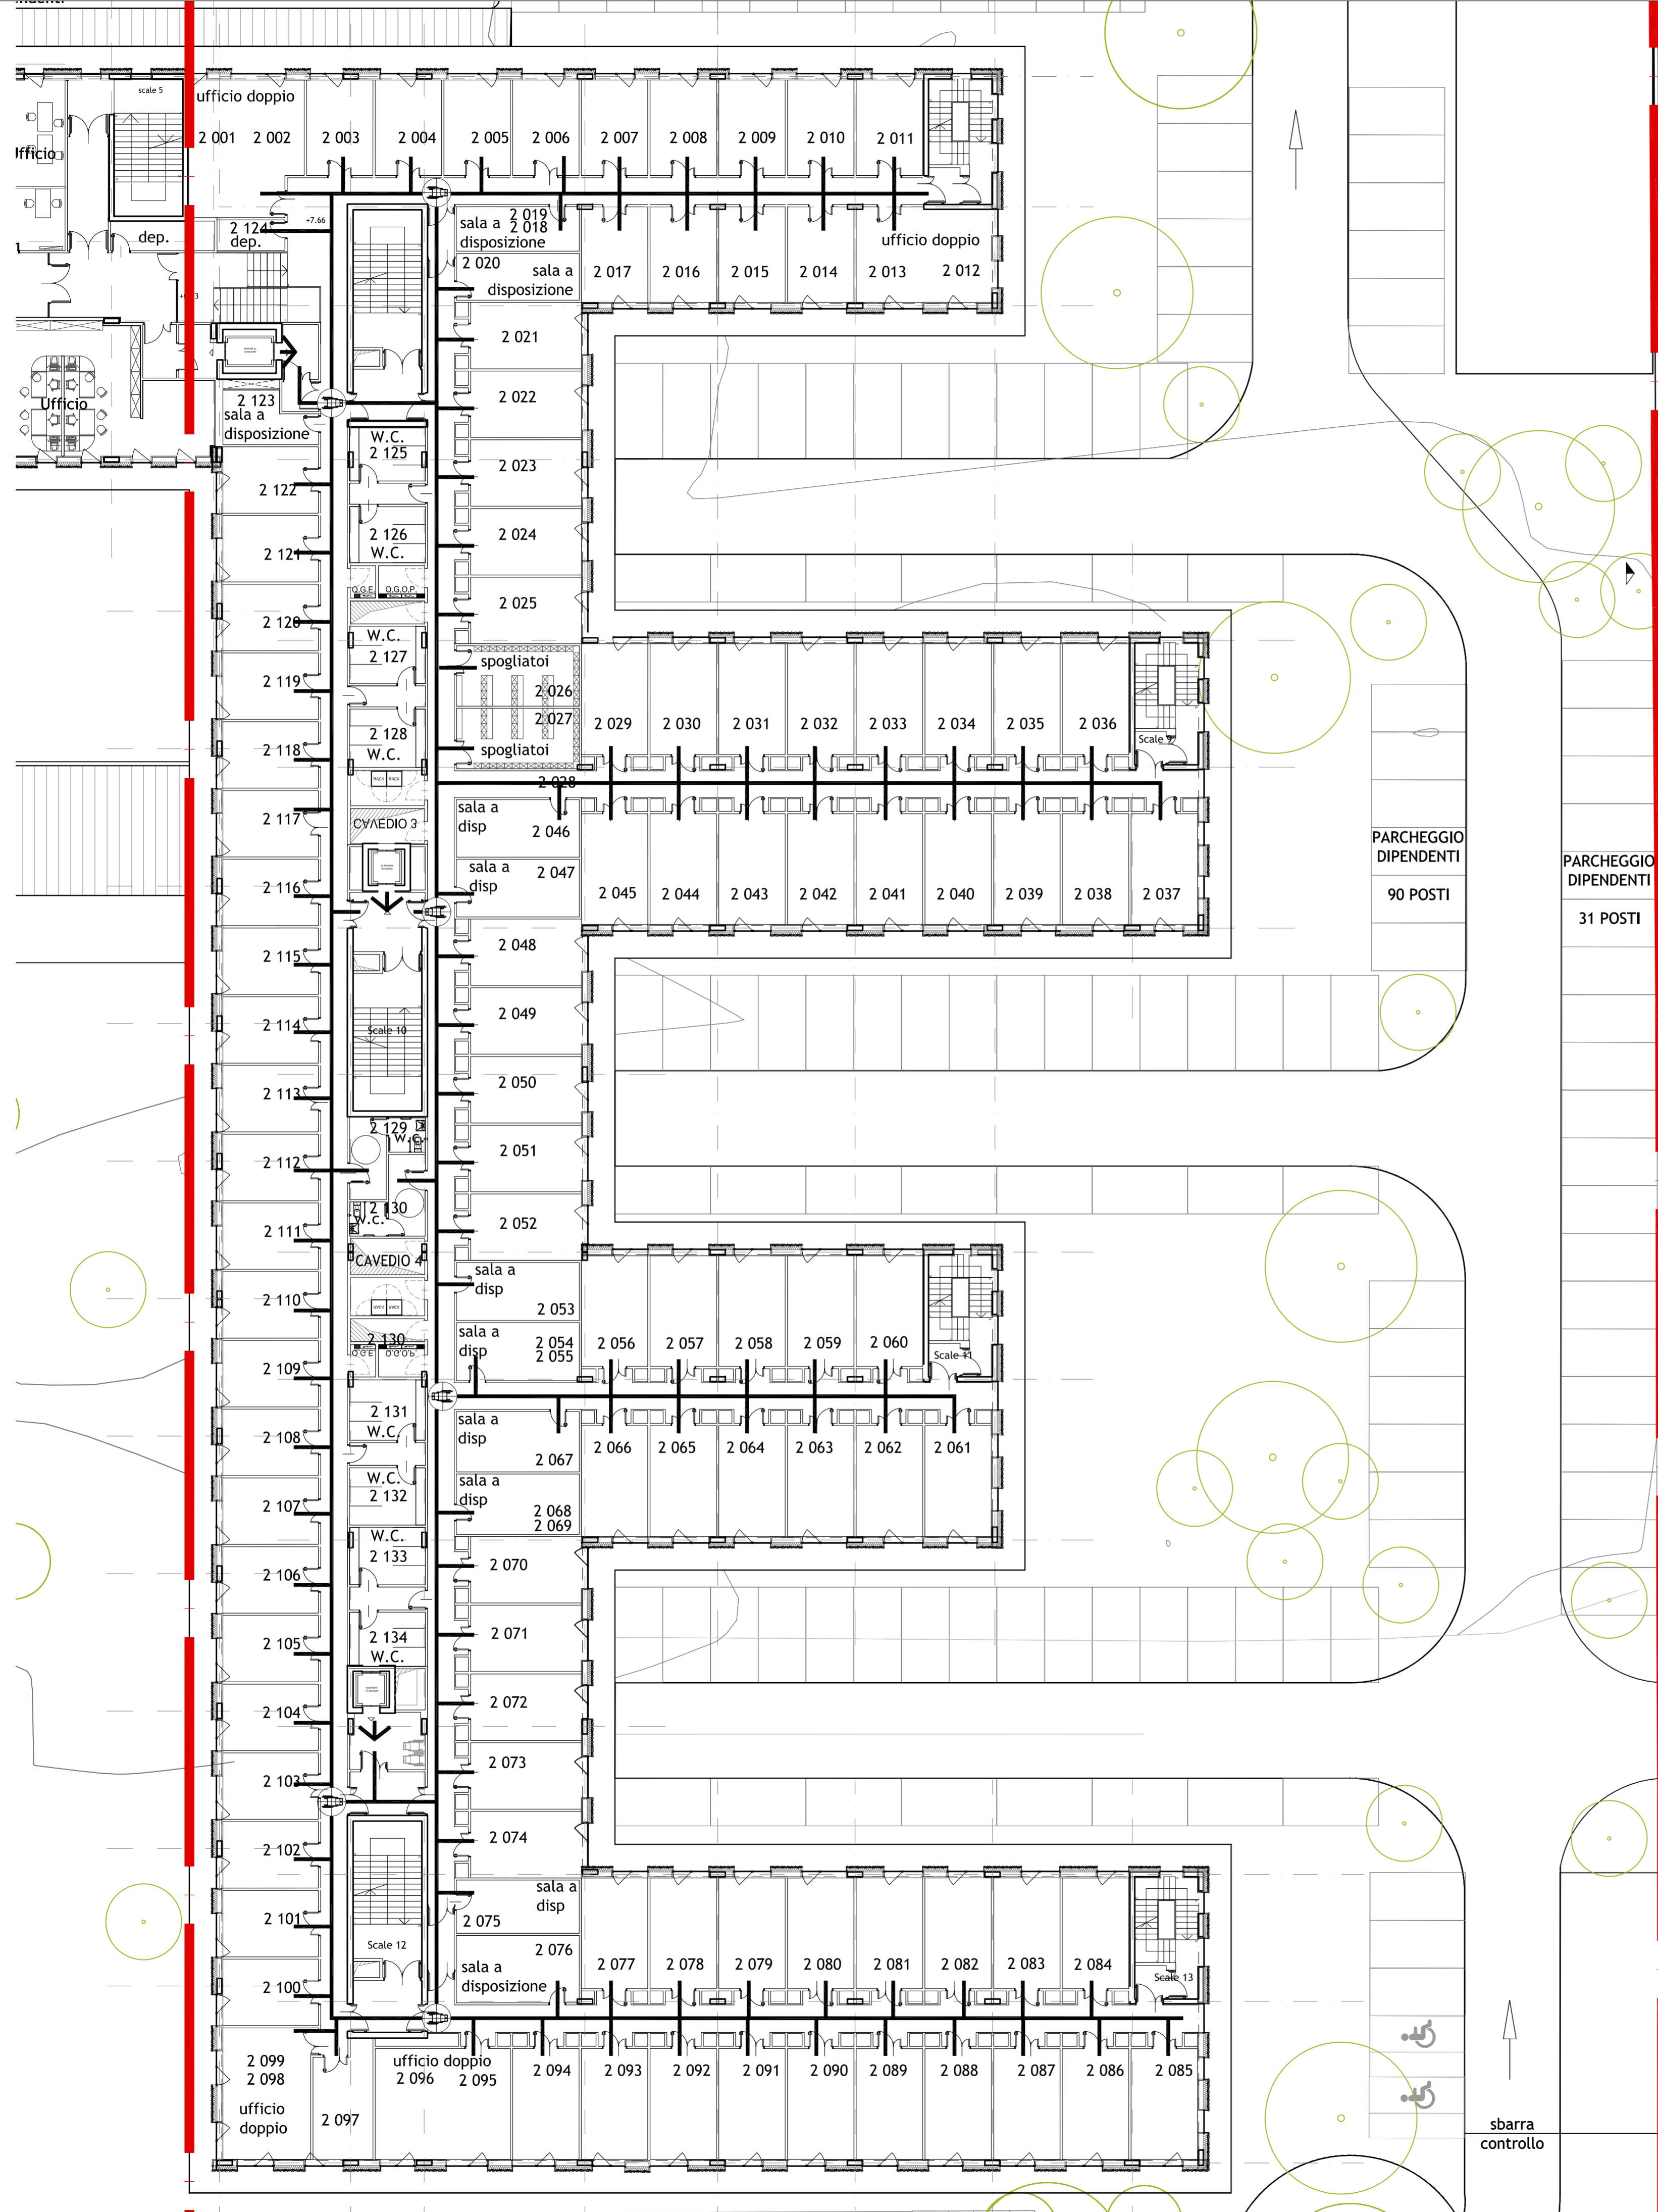 scale 5
ufficio doppio
2 001
2 002
2 003
2 004
2 005
2 006
2 007
2 008
2 009
2 010
2 011
Ufficio
+7.66
2 124
dep.
dep.
sala a
disposizione
2 019
2 018
2 020
sala a
disposizione
2 017
2 016
2 015
2 014
2 013
2 012
ufficio doppio
2 021
2 022
2 023
2 024
2 025
Ufficio
2 123
sala a
disposizione
W.C.
2 125
2 126
W.C.
Q.G.E.
Q.G.O.P.
W.C.
2 127
2 128
W.C.
RACK
RACK
CAVEDIO 3
2 122
2 121
2 120
2 119
2 118
2 117
2 116
2 115
2 114
2 113
2 112
2 111
2 110
2 109
2 108
2 107
2 106
2 105
2 104
2 103
2 102
2 101
2 100
spogliatoi
2 026
2 027
spogliatoi
2 028
2 029
2 030
2 031
2 032
2 033
2 034
2 035
2 036
Scale 9
sala a
disp
2 046
sala a
disp
2 047
2 045
2 044
2 043
2 042
2 041
2 040
2 039
2 038
2 037
PARCHEGGIO
DIPENDENTI
90 POSTI
PARCHEGGIO
DIPENDENTI
31 POSTI
2 048
2 049
2 050
2 051
2 052
Scale 10
2 129
W.C.
2 130
W.C.
CAVEDIO 4
RACK
RACK
2 130
sala a
disp
2 053
sala a
disp
2 054
2 055
2 056
2 057
2 058
2 059
2 060
Scale 11
sala a
disp
2 067
sala a
disp
2 068
2 069
2 066
2 065
2 064
2 063
2 062
2 061
2 131
W.C.
W.C.
2 132
W.C.
2 133
2 134
W.C.
2 070
2 071
2 072
2 073
2 074
Scale 12
sala a
disp
2 075
2 076
sala a
disposizione
2 077
2 078
2 079
2 080
2 081
2 082
2 083
2 084
Scale 13
2 099
2 098
ufficio
doppio
2 097
ufficio doppio
2 096
2 095
2 094
2 093
2 092
2 091
2 090
2 089
2 088
2 087
2 086
2 085
sbarra
controllo